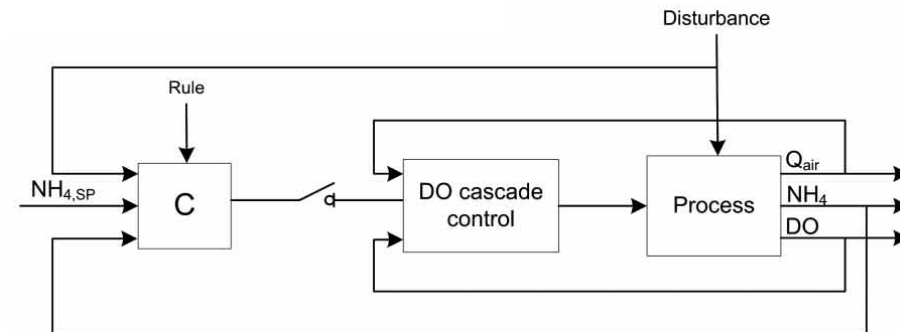 Disturbance
Rule
NH4,SP
C
DO cascade
control
Process
Qair
NH4
DO